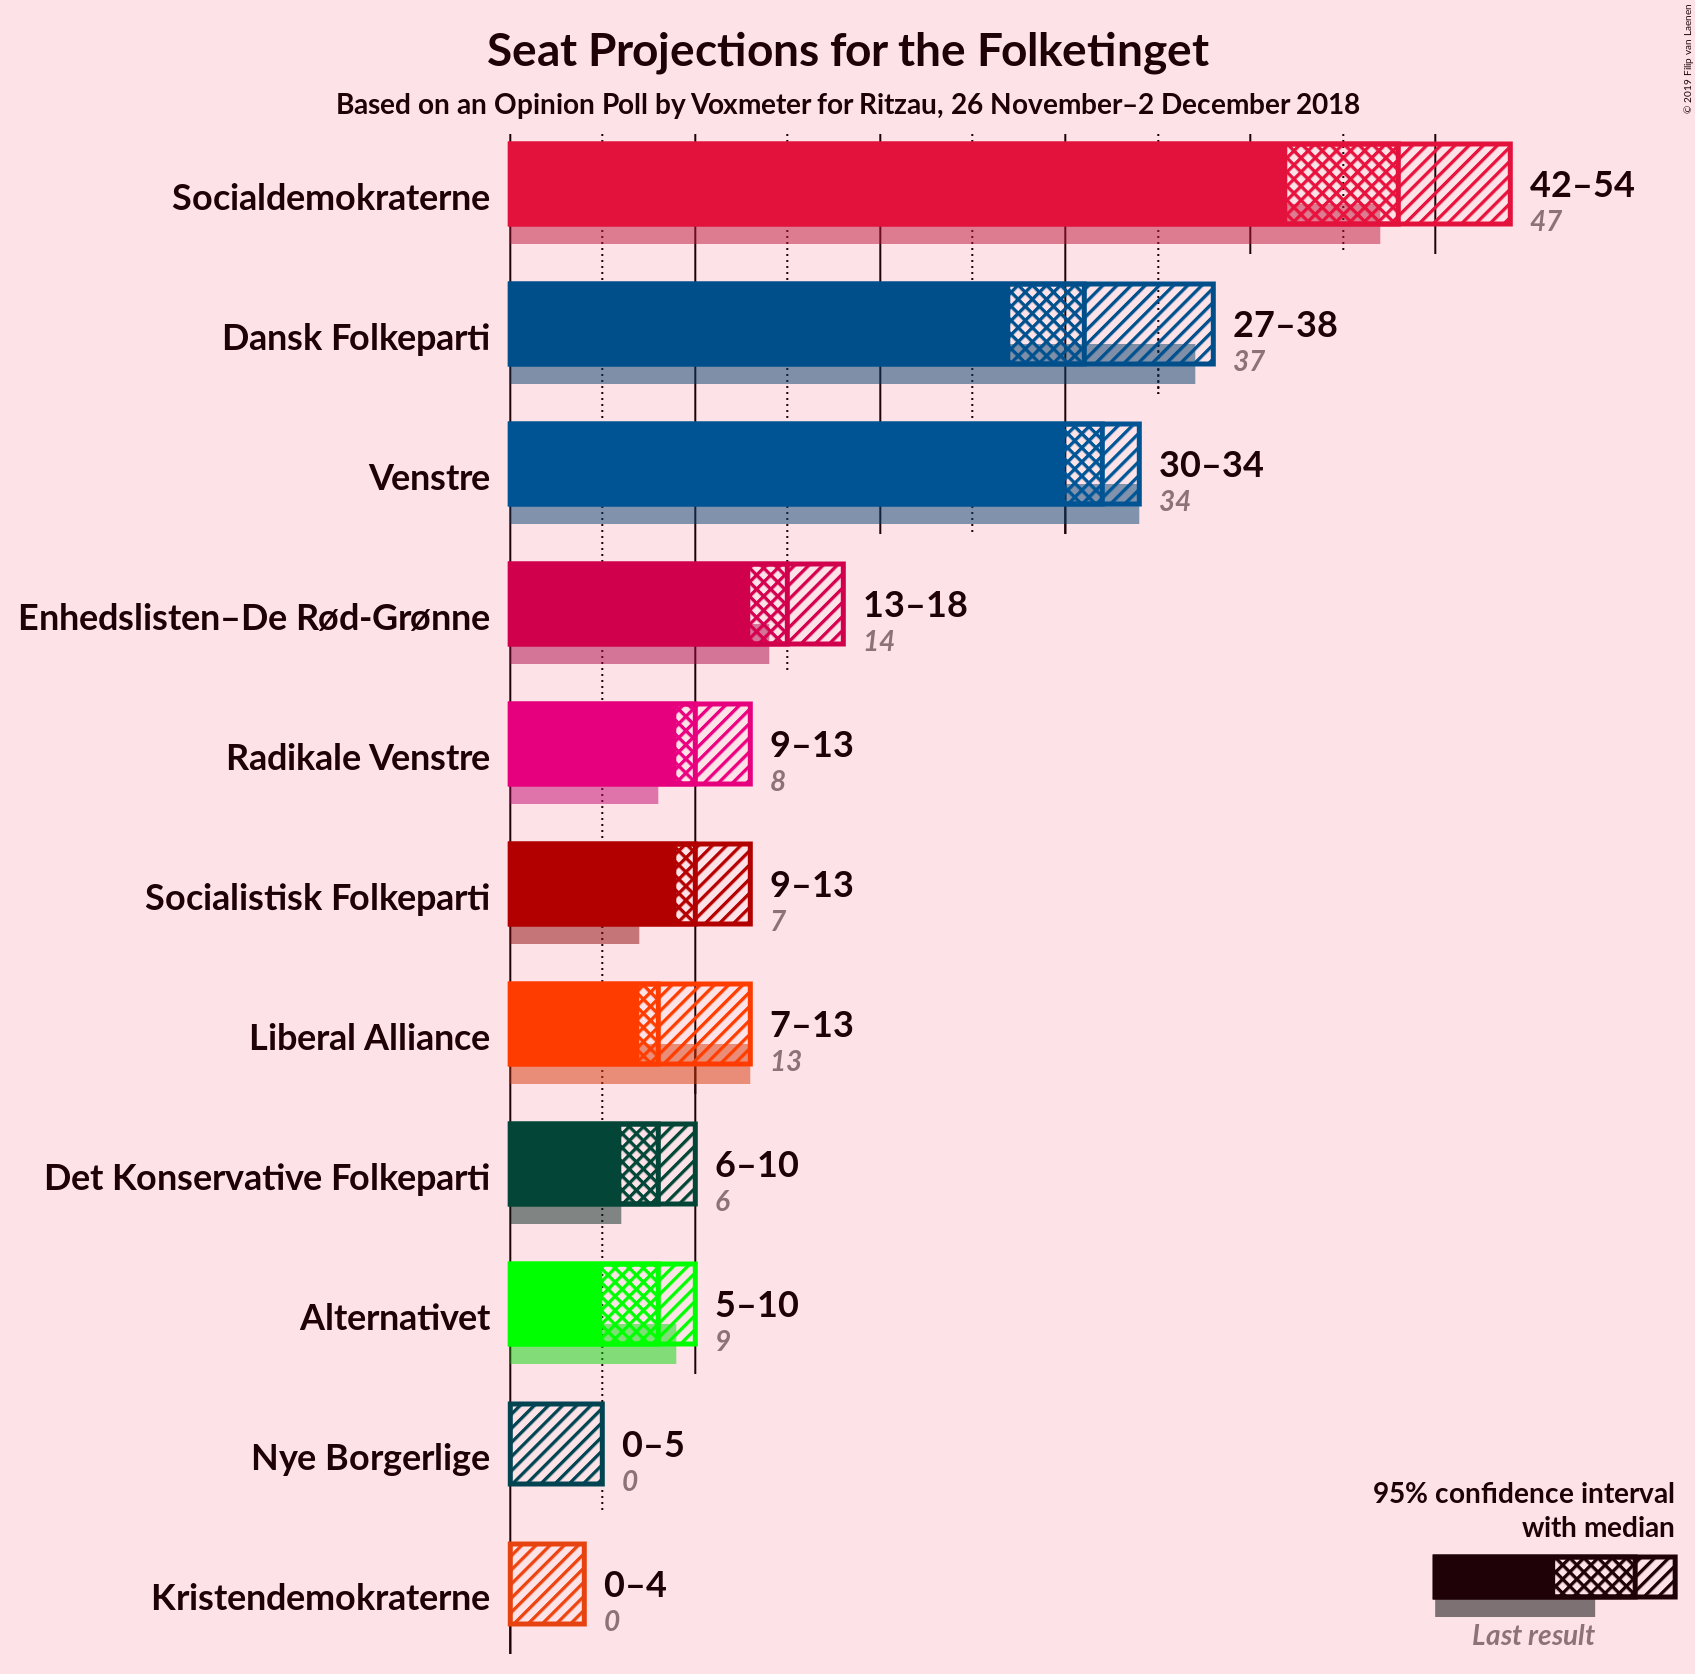 Seat Projections for the Folketinget
Based on an Opinion Poll by Voxmeter for Ritzau, 26 November–2 December 2018
© 2019 Filip van Laenen
Socialdemokraterne
42–54
47
Dansk Folkeparti
27–38
37
Venstre
30–34
34
Enhedslisten–De Rød-Grønne
13–18
14
Radikale Venstre
9–13
8
Socialistisk Folkeparti
9–13
7
Liberal Alliance
7–13
13
Det Konservative Folkeparti
6–10
6
Alternativet
5–10
9
Nye Borgerlige
0–5
0
Kristendemokraterne
0–4
0
95% confidence interval
with median
Last result